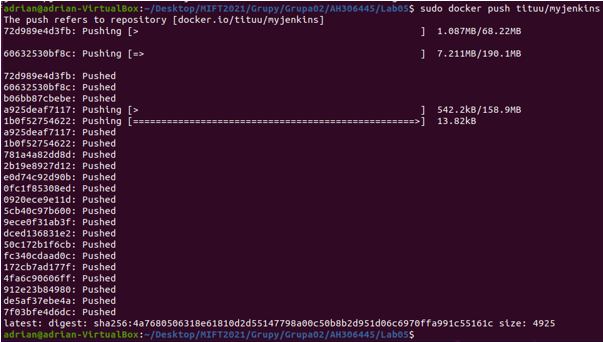 adrian@adrian-VirtualBox:~/Desktop/MIFT2021/Grupy/Grupa02/AH306445/Lab05$ sudo docker push tituu/myjenkins
The push refers to repository [docker.io/tituu/myjenkins]
72d989e4d3fb: Pushing [>                                                  ]  1.087MB/68.22MB
60632530bf8c: Pushing [=>                                                 ]  7.211MB/190.1MB
72d989e4d3fb: Pushed
60632530bf8c: Pushed
b06bb87cbebe: Pushed
a925deaf7117: Pushing [>                                                  ]  542.2kB/158.9MB
1b0f52754622: Pushing [==================================================>]  13.82kB
a925deaf7117: Pushed
1b0f52754622: Pushed
781a4a82dd8d: Pushed
2b19e8927d12: Pushed
e0d74c92d90b: Pushed
0fc1f85308ed: Pushed
0920ece9e11d: Pushed
5cb40c97b600: Pushed
9ece0f31ab3f: Pushed
dced136831e2: Pushed
50c172b1f6cb: Pushed
fc340cdaad0c: Pushed
172cb7ad177f: Pushed
4fa6c90606ff: Pushed
912e23b84980: Pushed
de5af37ebe4a: Pushed
7f03bfe4d6dc: Pushed
latest: digest: sha256:4a7680506318e61810d2d55147798a00c50b8b2d951d06c6970ffa991c55161c size: 4925
adrian@adrian-VirtualBox:~/Desktop/MIFT2021/Grupy/Grupa02/AH306445/Lab05$